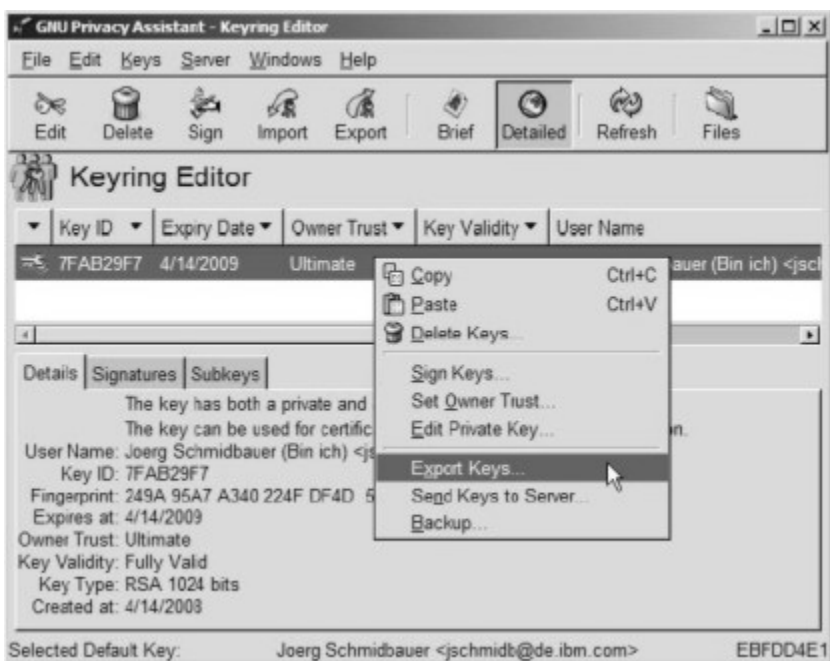 GNU Privacy Assistant - Keyring Editor
File Edit Keys Server Windows Help
Edit Delete Sign Import Export Brief Detailed Refresh Files
Keyring Editor
Key ID Expiry Date Owner Trust Key Validity User Name
7FAB29F7 4/14/2009 Ultimate auer (Bin ich) <jsch
Copy Ctrl+C
Paste Ctrl+V
Delete Keys...
Sign Keys...
Set Owner Trust...
Edit Private Key...
Export Keys...
Send Keys to Server...
Backup...
Details Signatures Subkeys
The key has both a private and
The key can be used for certific n.
User Name: Joerg Schmidbauer (Bin ich) <js
Key ID: 7FAB29F7
Fingerprint: 249A 95A7 A340 224F DF4D
Expires at: 4/14/2009
Owner Trust: Ultimate
Key Validity: Fully Valid
Key Type: RSA 1024 bits
Created at: 4/14/2008
Selected Default Key: Joerg Schmidbauer <jschmidb@de.ibm.com> EBFDD4E1